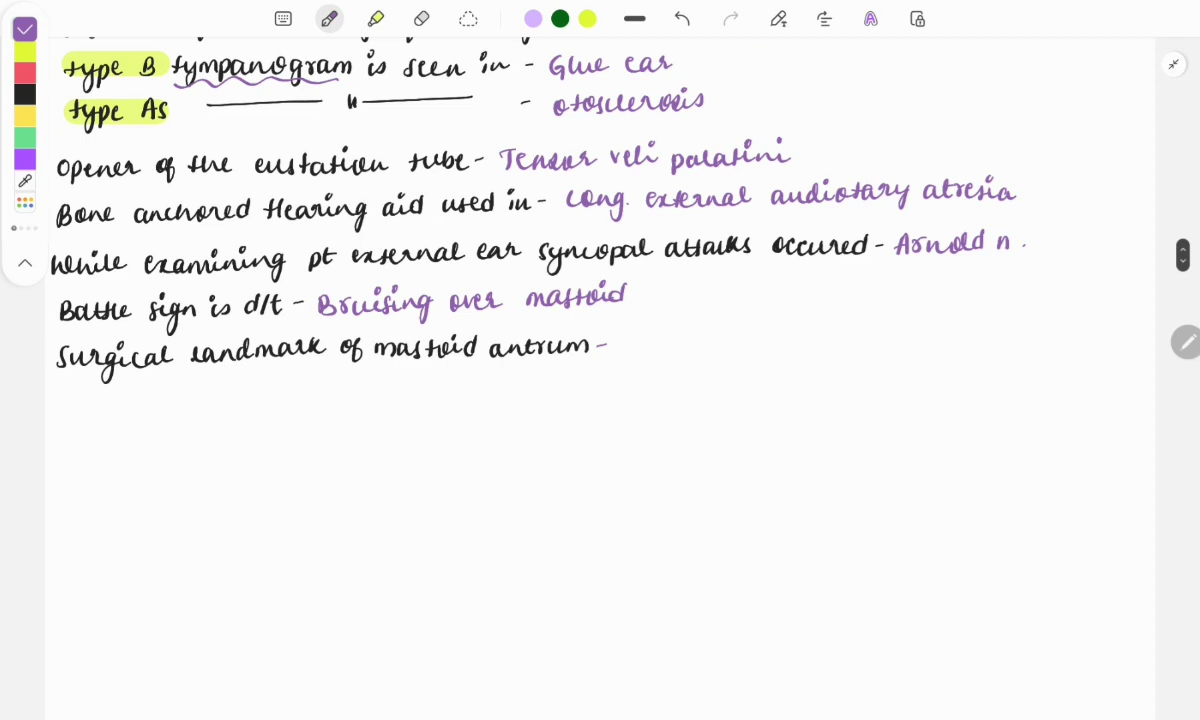 type B tympanogram is seen in - Glue ear
type As —— 11 —— - otosclerosis
Opener of the eustation tube - Tensor veli palatini
Bone anchored Hearing aid used in - cong. external audiotary atresia
While examining pt external ear syncopal attacks occured - Arnold n.
Battle sign is d/t - Bruising over mastoid
Surgical landmark of mastoid antrum -